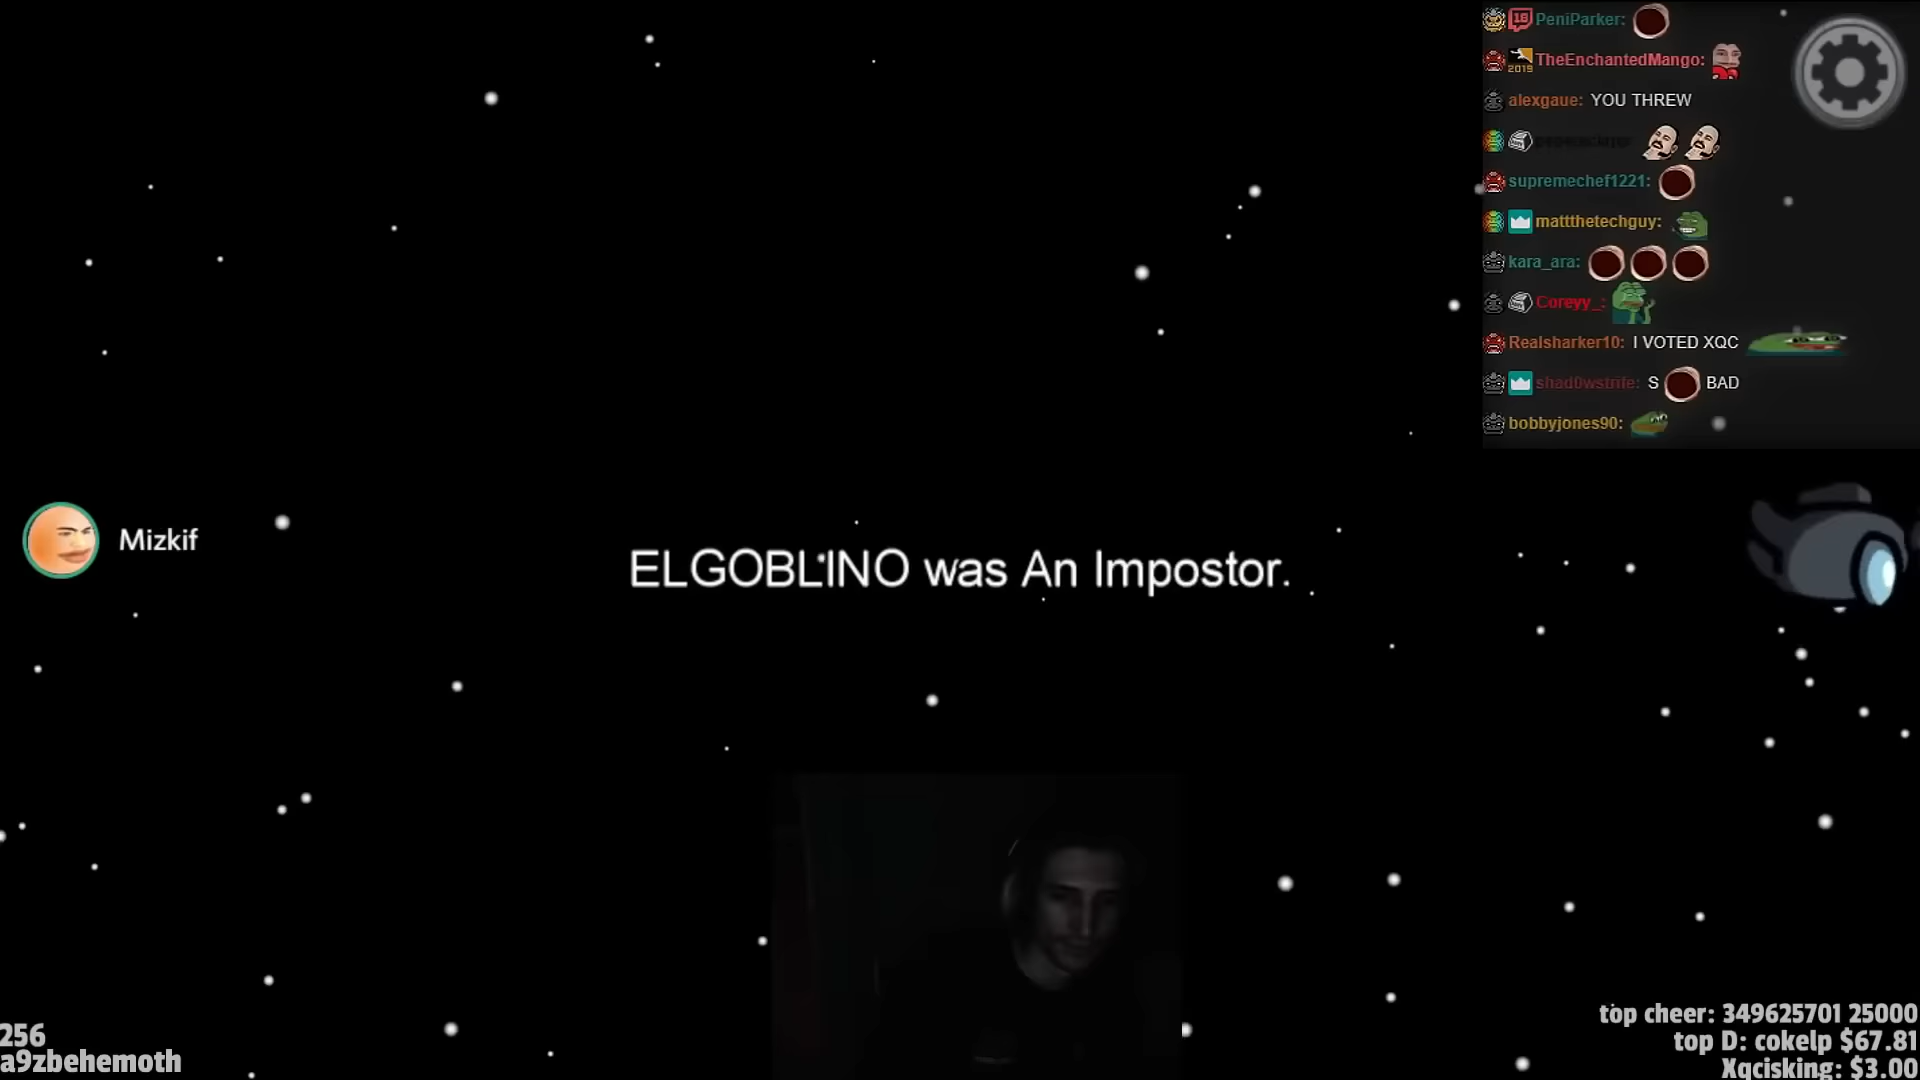 PeniParker:
TheEnchantedMango:
alexgaue: YOU THREW
supremechef1221:
mattthetechguy:
kara_ara:
Coreyy_:
Realsharker10: I VOTED XQC
shad0wstrife: S BAD
bobbyjones90:
Mizkif
ELGOBLINO was An Impostor.
256
a9zbehemoth
top cheer: 349625701 25000
top D: cokelp $67.81
Xqcisking: $3.00